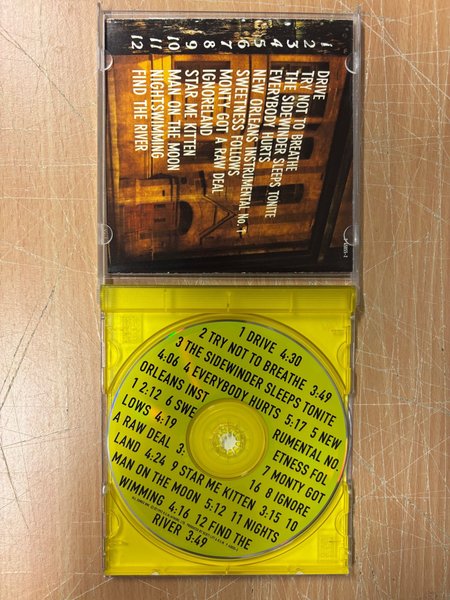 1 DRIVE
2 TRY NOT TO BREATHE
3 THE SIDEWINDER SLEEPS TONITE
4 EVERYBODY HURTS
5 NEW ORLEANS INSTRUMENTAL No. 1
6 SWEETNESS FOLLOWS
7 MONTY GOT A RAW DEAL
8 IGNORELAND
9 STAR ME KITTEN
10 MAN ON THE MOON
11 NIGHTSWIMMING
12 FIND THE RIVER
1 DRIVE 4:30
2 TRY NOT TO BREATHE 3:49
3 THE SIDEWINDER SLEEPS TONITE
4:06 4 EVERYBODY HURTS 5:17 5 NEW
ORLEANS INST RUMENTAL NO.
1 2:12 6 SWE ETNESS FOL
LOWS 4:19 7 MONTY GOT
A RAW DEAL 3: 16 8 IGNORE
LAND 4:24 9 STAR ME KITTEN 3:15 10
MAN ON THE MOON 5:12 11 NIGHTS
WIMMING 4:16 12 FIND THE
RIVER 3:49